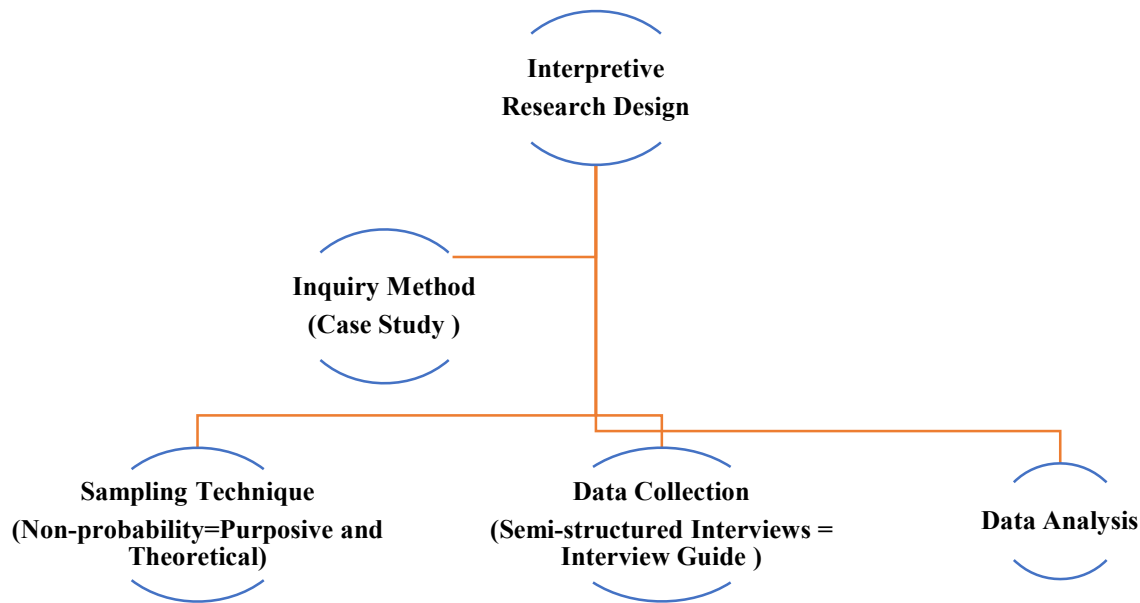 Interpretive
Research Design
Inquiry Method
(Case Study )
Sampling Technique
(Non-probability=Purposive and
Theoretical)
Data Collection
(Semi-structured Interviews =
Interview Guide )
Data Analysis